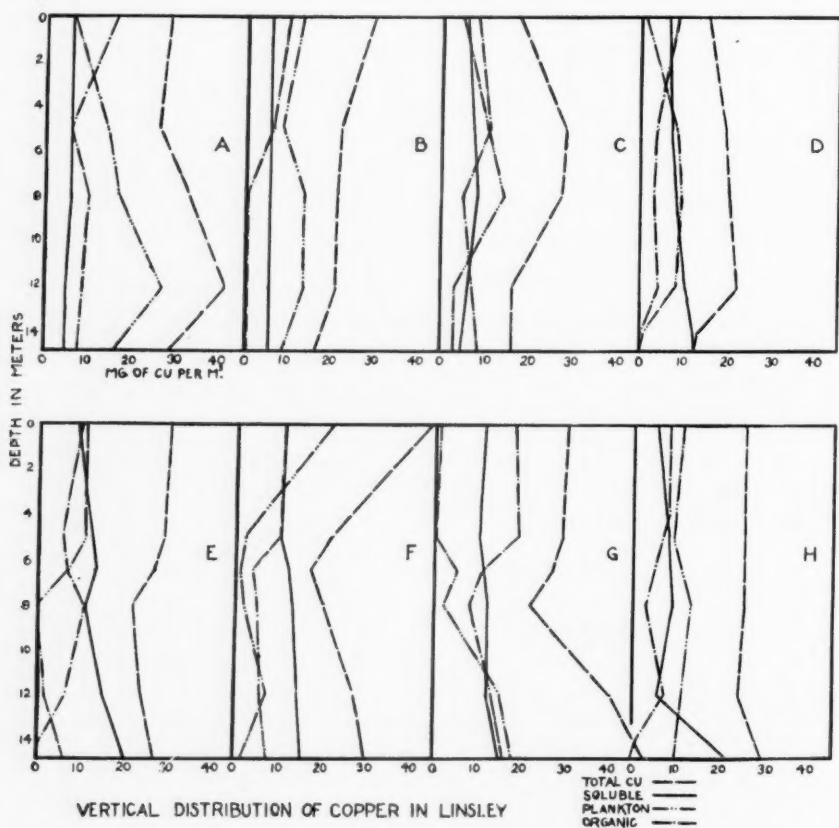 0
2
4
A B C D
6
8
10
12
14
0 10 20 30 40 0 10 20 30 40 0 10 20 30 40 0 10 20 30 40
MG OF CU PER M³
DEPTH IN METERS
0
2
4
E F G H
6
8
10
12
14
0 10 20 30 40 0 10 20 30 40 0 10 20 30 40 0 10 20 30 40
TOTAL CU
SOLUBLE
PLANKTON
ORGANIC
VERTICAL DISTRIBUTION OF COPPER IN LINSLEY